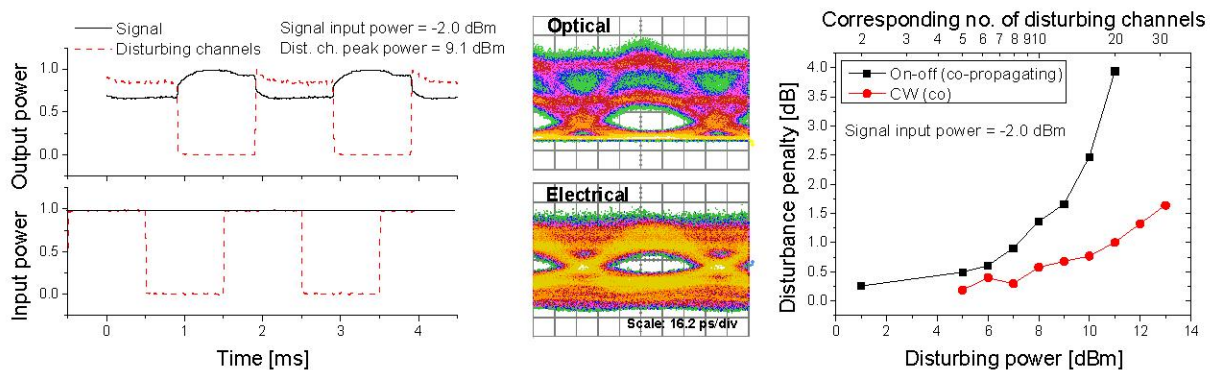 Signal
Signal input power = -2.0 dBm
Disturbing channels
Dist. ch. peak power = 9.1 dBm
Output power
1.0
0.5
0.0
Input power
1.0
0.5
0.0
0 1 2 3 4
Time [ms]
Optical
Electrical
Scale: 16.2 ps/div
Corresponding no. of disturbing channels
2 3 4 5 6 7 8 9 10 20 30
Disturbance penalty [dB]
4.0
3.5
3.0
2.5
2.0
1.5
1.0
0.5
0.0
On-off (co-propagating)
CW (co)
Signal input power = -2.0 dBm
0 2 4 6 8 10 12 14
Disturbing power [dBm]